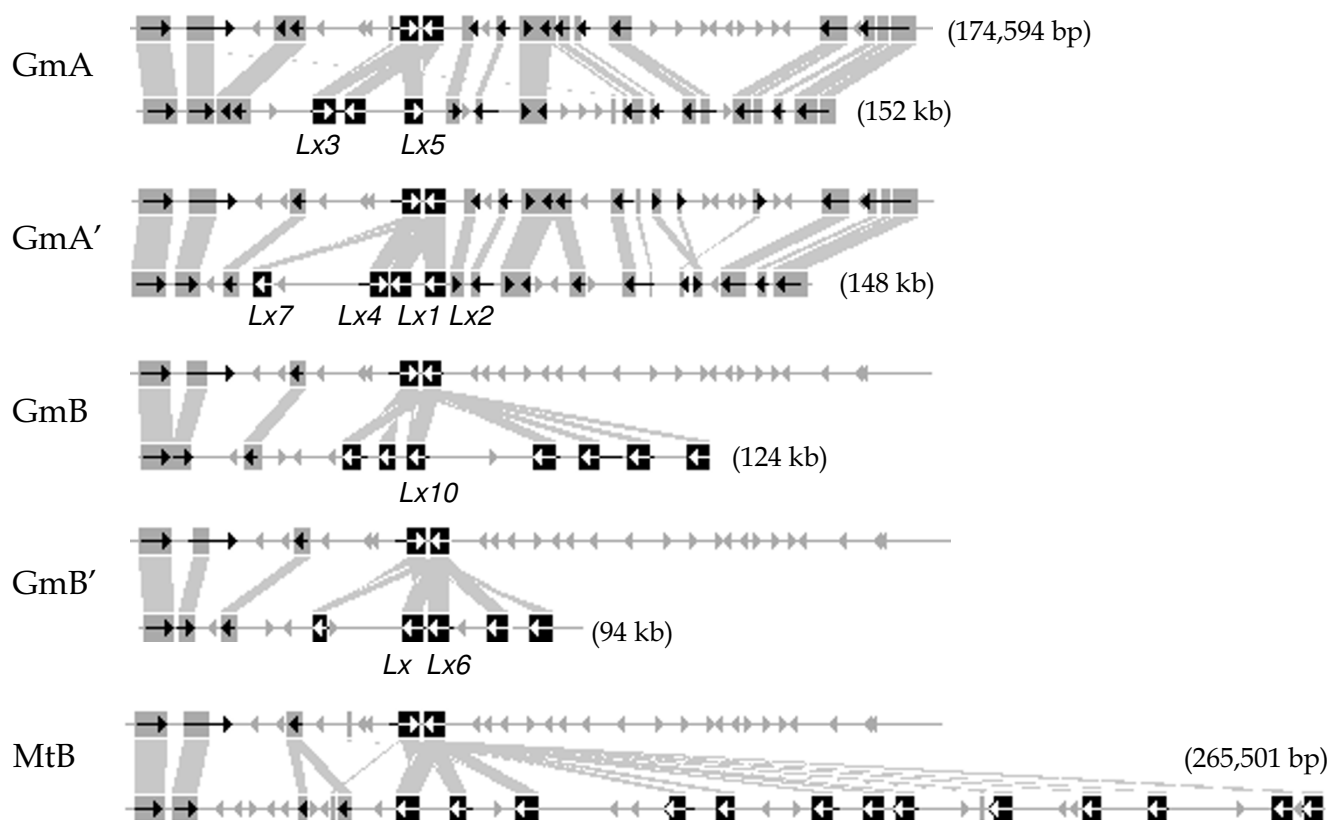 (174,594 bp)
GmA
(152 kb)
Lx3 Lx5
GmA′
(148 kb)
Lx7 Lx4 Lx1 Lx2
GmB
(124 kb)
Lx10
GmB′
(94 kb)
Lx Lx6
MtB
(265,501 bp)